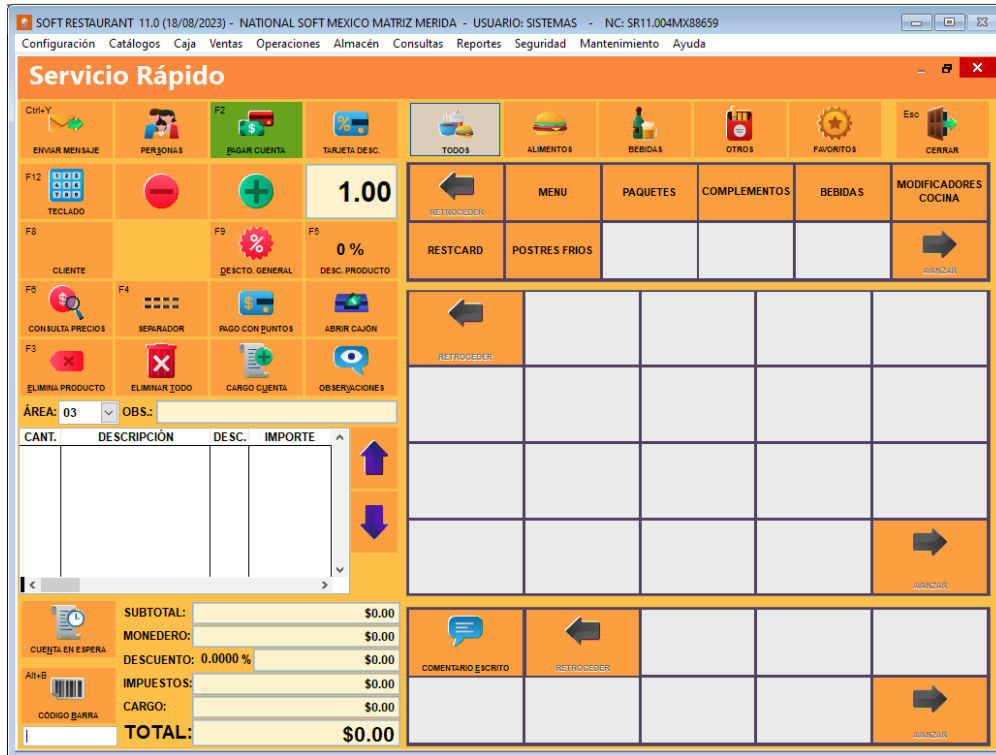 SOFT RESTAURANT 11.0 (18/08/2023) - NATIONAL SOFT MEXICO MATRIZ MERIDA - USUARIO: SISTEMAS - NC: SR11.004MX88659
Configuración Catálogos Caja Ventas Operaciones Almacén Consultas Reportes Seguridad Mantenimiento Ayuda
Servicio Rápido
Ctrl+Y
ENVIAR MENSAJE
PERSONAS
F2
PAGAR CUENTA
TARJETA DESC.
TODOS
ALIMENTOS
BEBIDAS
OTROS
FAVORITOS
Esc
CERRAR
F12
TECLADO
1.00
RETROCEDER
MENU
PAQUETES
COMPLEMENTOS
BEBIDAS
MODIFICADORES
COCINA
F8
CLIENTE
F9
DESCTO. GENERAL
F5
0 %
DESC. PRODUCTO
RESTCARD
POSTRES FRIOS
AVANZAR
F6
CONSULTA PRECIOS
F4
SEPARADOR
PAGO CON PUNTOS
ABRIR CAJÓN
RETROCEDER
F3
ELIMINA PRODUCTO
ELIMINAR TODO
CARGO CUENTA
OBSERVACIONES
ÁREA: 03 OBS.:
CANT. DESCRIPCIÓN DESC. IMPORTE
AVANZAR
CUENTA EN ESPERA
SUBTOTAL: $0.00
MONEDERO: $0.00
DESCUENTO: 0.0000 % $0.00
IMPUESTOS: $0.00
CARGO: $0.00
TOTAL: $0.00
Alt+B
CÓDIGO BARRA
COMENTARIO ESCRITO
RETROCEDER
AVANZAR